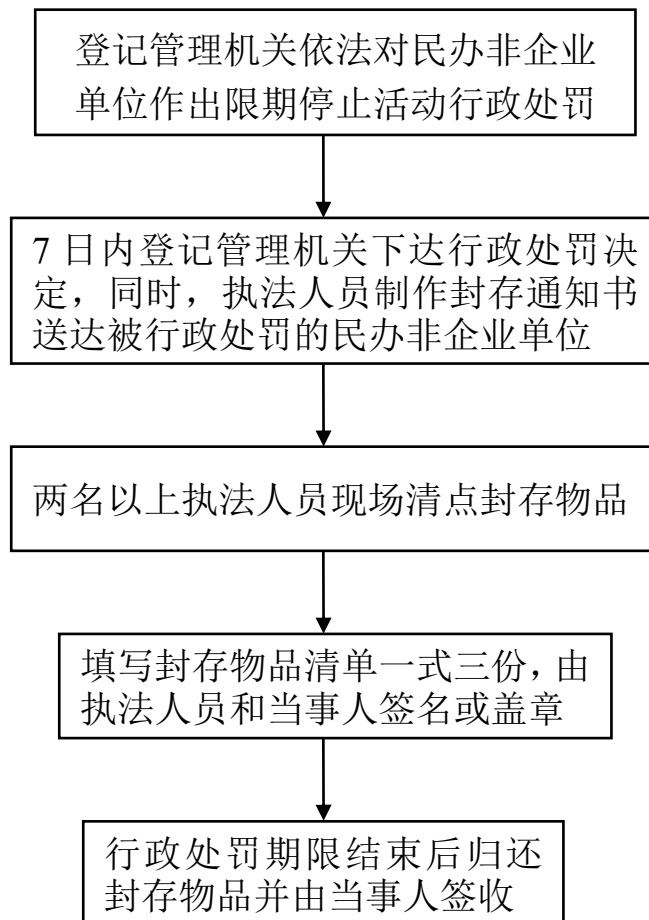 登记管理机关依法对民办非企业
单位作出限期停止活动行政处罚
7 日内登记管理机关下达行政处罚决
定，同时，执法人员制作封存通知书
送达被行政处罚的民办非企业单位
两名以上执法人员现场清点封存物品
填写封存物品清单一式三份，由
执法人员和当事人签名或盖章
行政处罚期限结束后归还
封存物品并由当事人签收